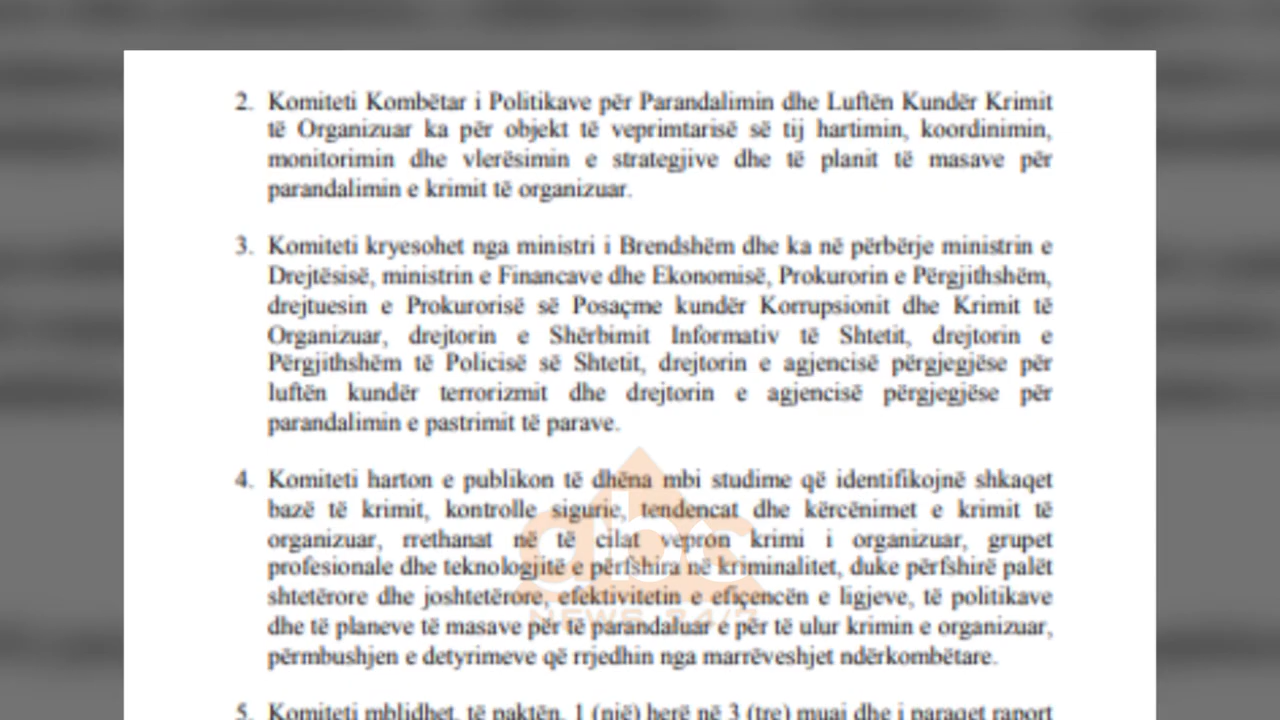 2. Komiteti Kombëtar i Politikave për Parandalimin dhe Luftën Kundër Krimit
të Organizuar ka për objekt të veprimtarisë së tij hartimin, koordinimin,
monitorimin dhe vlerësimin e strategjive dhe të planit të masave për
parandalimin e krimit të organizuar.
3. Komiteti kryesohet nga ministri i Brendshëm dhe ka në përbërje ministrin e
Drejtësisë, ministrin e Financave dhe Ekonomisë, Prokurorin e Përgjithshëm,
drejtuesin e Prokurorisë së Posaçme kundër Korrupsionit dhe Krimit të
Organizuar, drejtorin e Shërbimit Informativ të Shtetit, drejtorin e
Përgjithshëm të Policisë së Shtetit, drejtorin e agjencisë përgjegjëse për
luftën kundër terrorizmit dhe drejtorin e agjencisë përgjegjëse për
parandalimin e pastrimit të parave.
4. Komiteti harton e publikon të dhëna mbi studime që identifikojnë shkaqet
bazë të krimit, kontrolle sigurie, tendencat dhe kërcënimet e krimit të
organizuar, rrethanat në të cilat vepron krimi i organizuar, grupet
profesionale dhe teknologjitë e përfshira në kriminalitet, duke përfshirë palët
shtetërore dhe joshtetërore, efektivitetin e efiçencën e ligjeve, të politikave
dhe të planeve të masave për të parandaluar e për të ulur krimin e organizuar,
përmbushjen e detyrimeve që rrjedhin nga marrëveshjet ndërkombëtare.
abc
NEWS 24/7
5. Komiteti mblidhet, të paktën, 1 (një) herë në 3 (tre) muaj dhe i paraqet raport